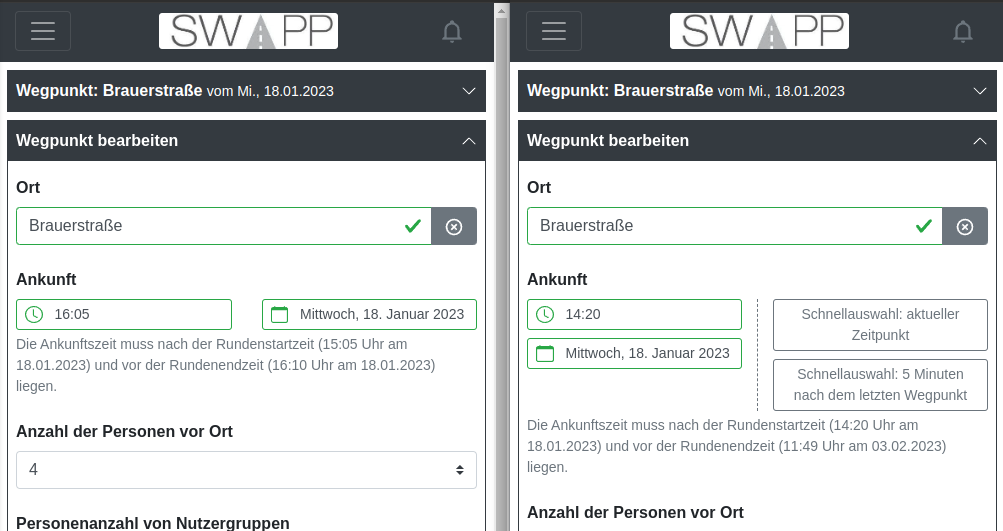 SWAPP
Wegpunkt: Brauerstraße vom Mi., 18.01.2023
Wegpunkt bearbeiten
Ort
Brauerstraße
Ankunft
16:05
Mittwoch, 18. Januar 2023
Die Ankunftszeit muss nach der Rundenstartzeit (15:05 Uhr am
18.01.2023) und vor der Rundenendzeit (16:10 Uhr am 18.01.2023)
liegen.
Anzahl der Personen vor Ort
4
Personenanzahl von Nutzergruppen
SWAPP
Wegpunkt: Brauerstraße vom Mi., 18.01.2023
Wegpunkt bearbeiten
Ort
Brauerstraße
Ankunft
14:20
Mittwoch, 18. Januar 2023
Schnellauswahl: aktueller
Zeitpunkt
Schnellauswahl: 5 Minuten
nach dem letzten Wegpunkt
Die Ankunftszeit muss nach der Rundenstartzeit (14:20 Uhr am
18.01.2023) und vor der Rundenendzeit (11:49 Uhr am 03.02.2023)
liegen.
Anzahl der Personen vor Ort